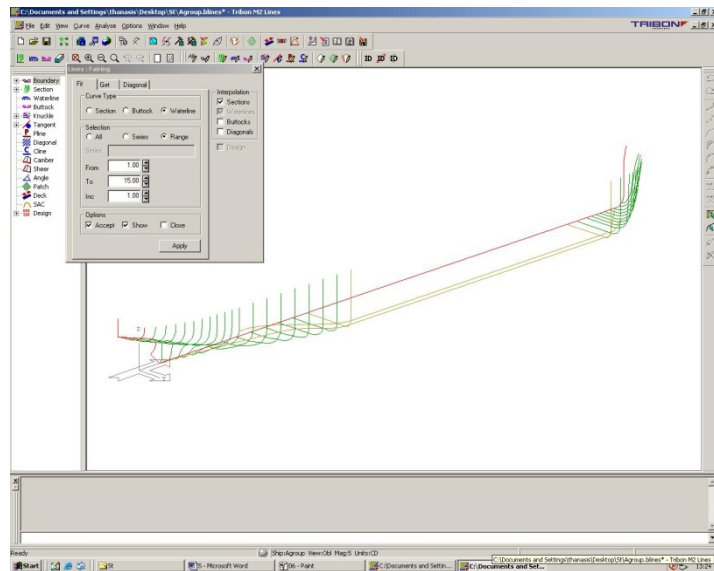 C:\Documents and Settings\thanasis\Desktop\St\Agroup.blines* - Tribon M2 Lines
File Edit View Curve Analyse Options Window Help
TRIBON
ID ID ID
Boundary
Section
Waterline
Buttock
Knuckle
Tangent
Pline
Diagonal
Cline
Camber
Sheer
Angle
Patch
Deck
SAC
Design
Lines : Fairing
Fit Get Diagonal
Curve Type
Section Buttock Waterline
Selection
All Series Range
Series
From 1.00
To 15.00
Inc 1.00
Options
Accept Show Close
Apply
Interpolation
Sections
Waterlines
Buttocks
Diagonals
Design
Ready
Ship:Agroup View:Obl Mag:5 Units:CD
C:\Documents and Settings\thanasis\Desktop\St\Agroup.blines* - Tribon M2 Lines
Start
St
5 - Microsoft Word
06 - Paint
C:\Documents and Settin...
C:\Documents and Set...
13:24